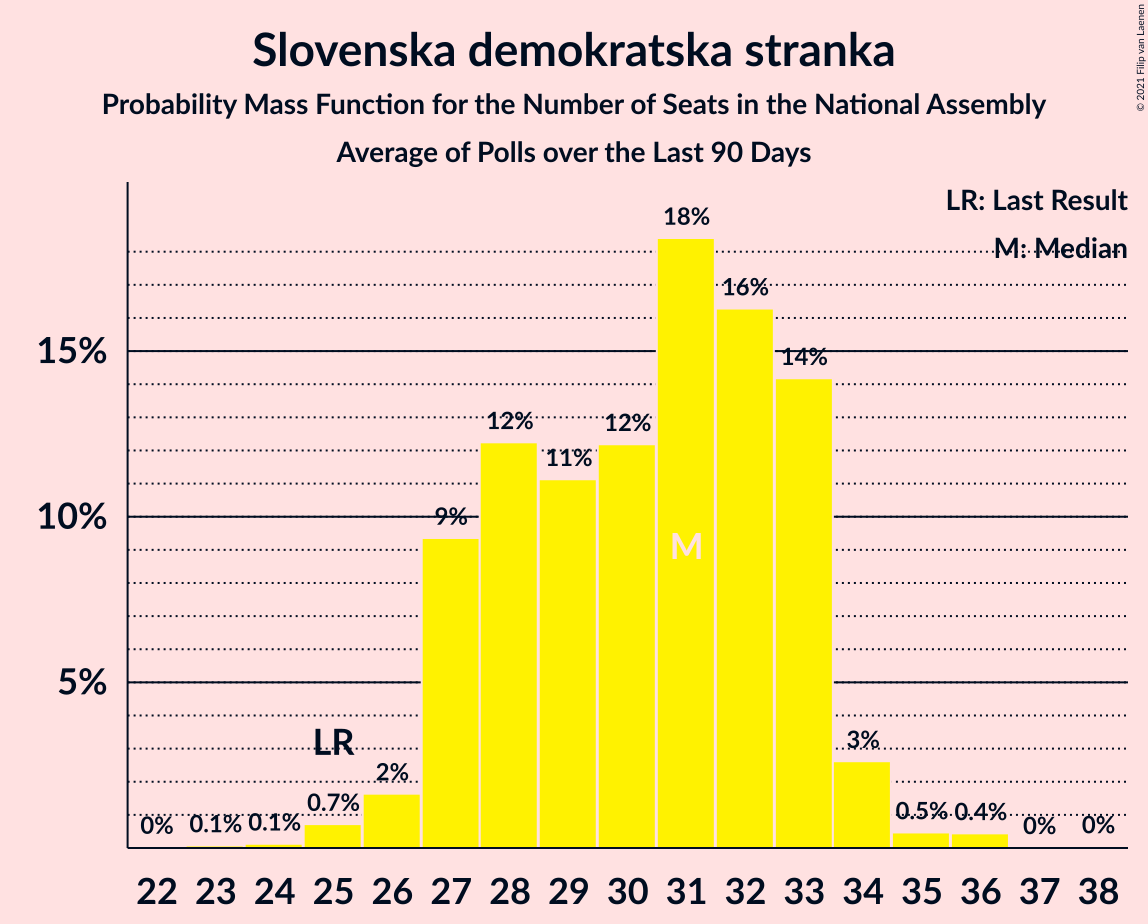 Slovenska demokratska stranka
Probability Mass Function for the Number of Seats in the National Assembly
Average of Polls over the Last 90 Days
© 2021 Filip van Laenen
LR: Last Result
M: Median
18%
16%
15%
14%
12%
12%
11%
10%
9%
M
5%
LR
3%
2%
0.7%
0.5%
0.4%
0%
0.1%
0.1%
0%
0%
22 23 24 25 26 27 28 29 30 31 32 33 34 35 36 37 38